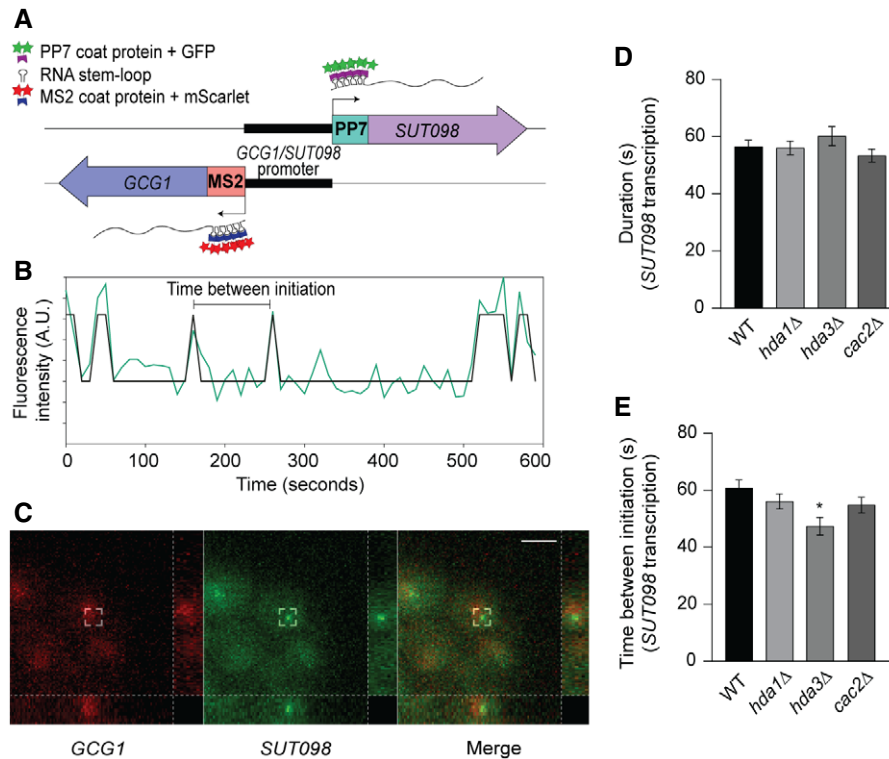 A
PP7 coat protein + GFP
RNA stem-loop
MS2 coat protein + mScarlet
PP7
SUT098
GCG1/SUT098
promoter
GCG1
MS2
B
Time between initiation
Fluorescence
intensity (A.U.)
0
100
200
300
400
500
600
Time (seconds)
C
GCG1
SUT098
Merge
D
Duration (s)
(SUT098 transcription)
80
60
40
20
0
WT
hda1Δ
hda3Δ
cac2Δ
E
Time between initiation (s)
(SUT098 transcription)
80
60
40
20
0
*
WT
hda1Δ
hda3Δ
cac2Δ